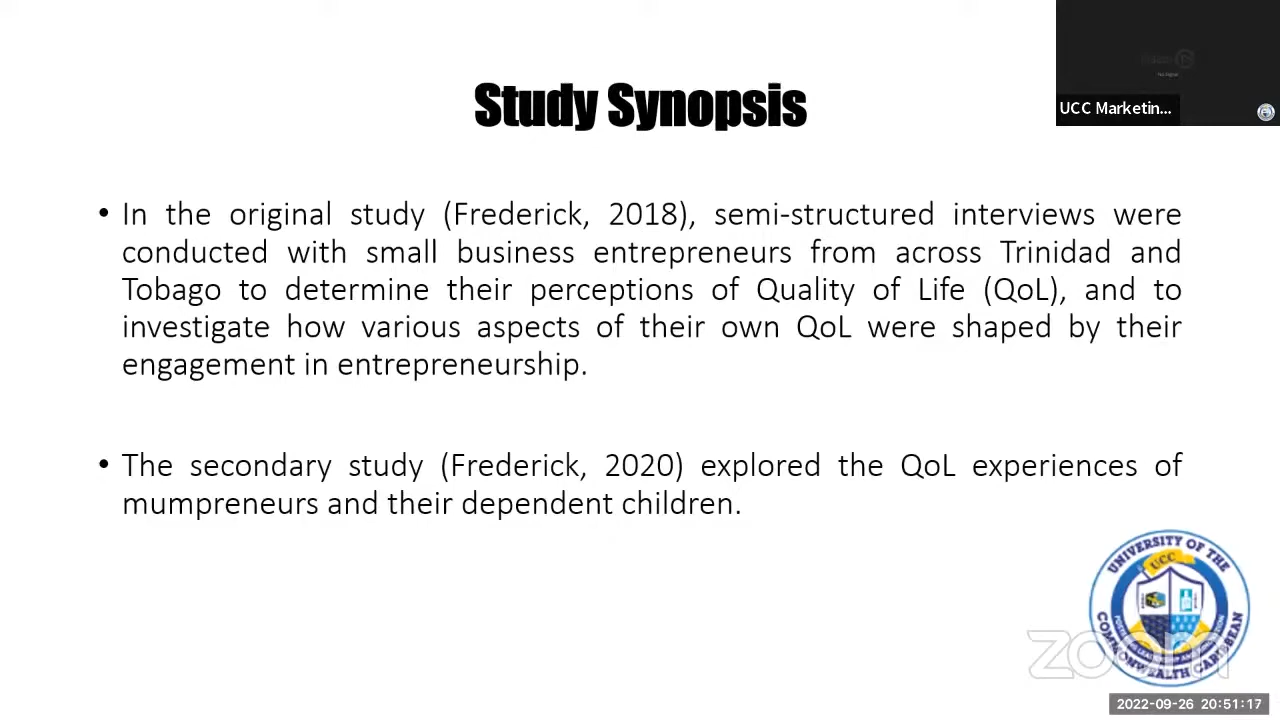 Study Synopsis
UCC Marketin...
• In the original study (Frederick, 2018), semi-structured interviews were
conducted with small business entrepreneurs from across Trinidad and
Tobago to determine their perceptions of Quality of Life (QoL), and to
investigate how various aspects of their own QoL were shaped by their
engagement in entrepreneurship.
• The secondary study (Frederick, 2020) explored the QoL experiences of
mumpreneurs and their dependent children.
UNIVERSITY OF THE
UCC
COMMONWEALTH CARIBBEAN
zoom
2022-09-26 20:51:17